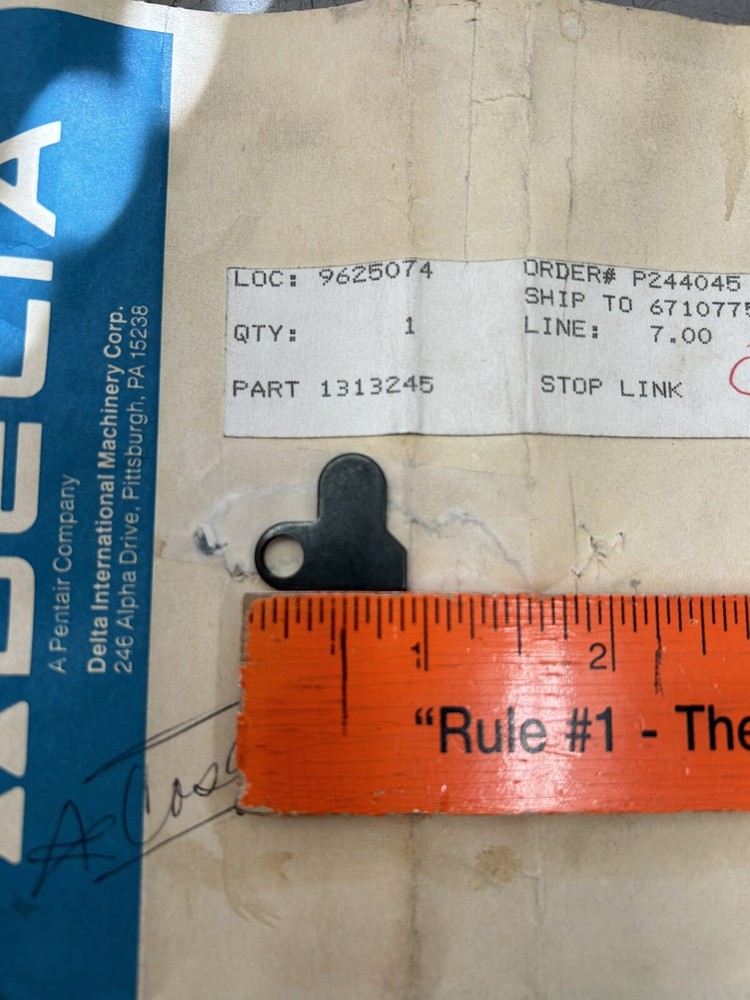 DELTA
A Pentair Company
Delta International Machinery Corp.
246 Alpha Drive, Pittsburgh, PA 15238
LOC: 9625074
ORDER# P244045
SHIP TO 6710775
QTY: 1
LINE: 7.00
PART 1313245
STOP LINK
1
2
"Rule #1 - The